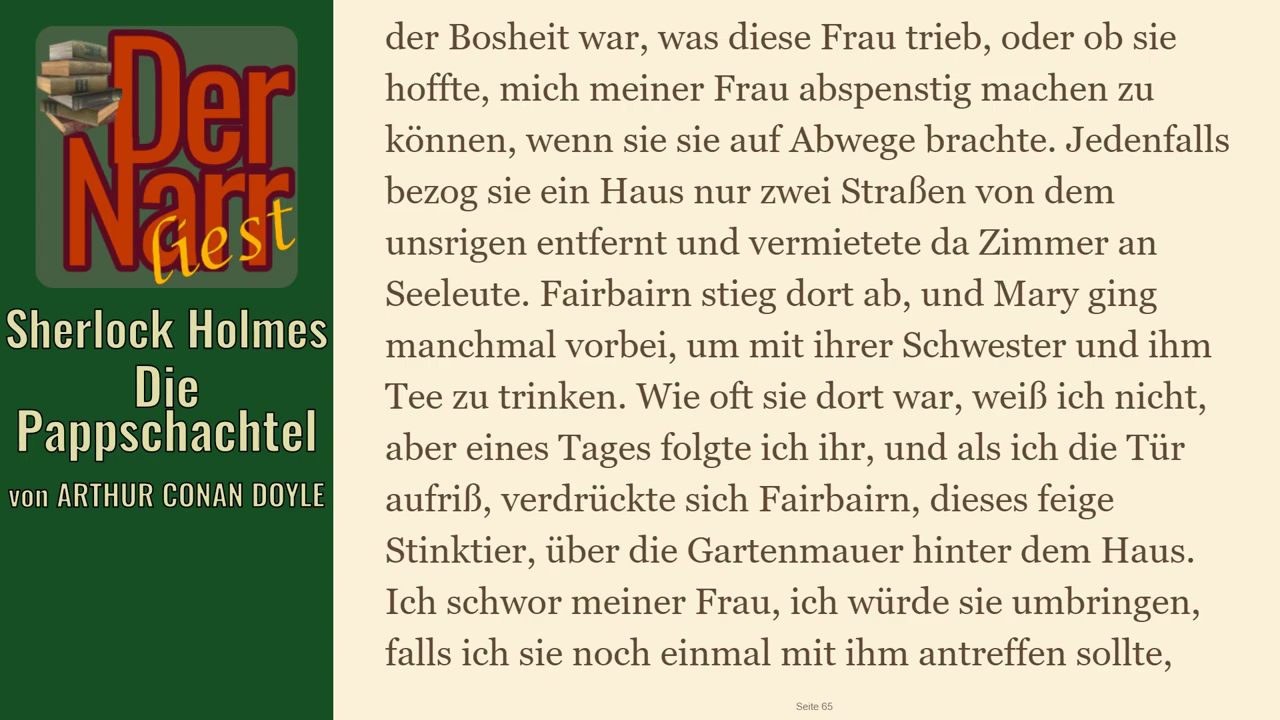 Der
Narr
liest
Sherlock Holmes
Die
Pappschachtel
von ARTHUR CONAN DOYLE
der Bosheit war, was diese Frau trieb, oder ob sie
hoffte, mich meiner Frau abspenstig machen zu
können, wenn sie sie auf Abwege brachte. Jedenfalls
bezog sie ein Haus nur zwei Straßen von dem
unsrigen entfernt und vermietete da Zimmer an
Seeleute. Fairbairn stieg dort ab, und Mary ging
manchmal vorbei, um mit ihrer Schwester und ihm
Tee zu trinken. Wie oft sie dort war, weiß ich nicht,
aber eines Tages folgte ich ihr, und als ich die Tür
aufriß, verdrückte sich Fairbairn, dieses feige
Stinktier, über die Gartenmauer hinter dem Haus.
Ich schwor meiner Frau, ich würde sie umbringen,
falls ich sie noch einmal mit ihm antreffen sollte,
Seite 65